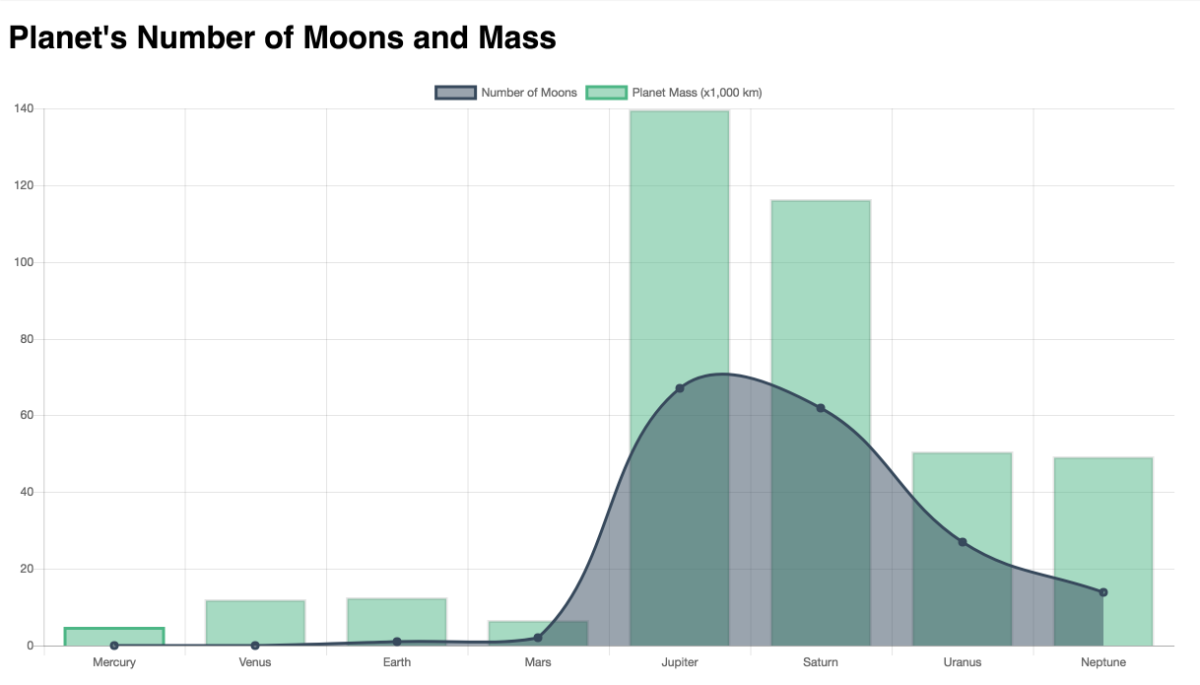 Planet's Number of Moons and Mass
Number of Moons Planet Mass (x1,000 km)
140
120
100
80
60
40
20
0
Mercury Venus Earth Mars Jupiter Saturn Uranus Neptune